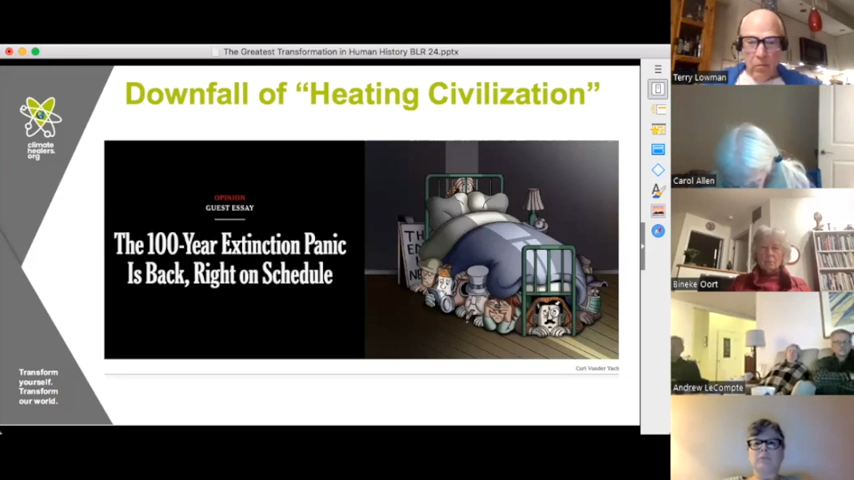 The Greatest Transformation in Human History BLR 24.pptx
Downfall of “Heating Civilization”
climate
healers.
org
OPINION
GUEST ESSAY
The 100-Year Extinction Panic
Is Back, Right on Schedule
TH
Transform
yourself.
Transform
our world.
Terry Lowman
Carol Allen
Bineke Oort
Andrew LeCompte